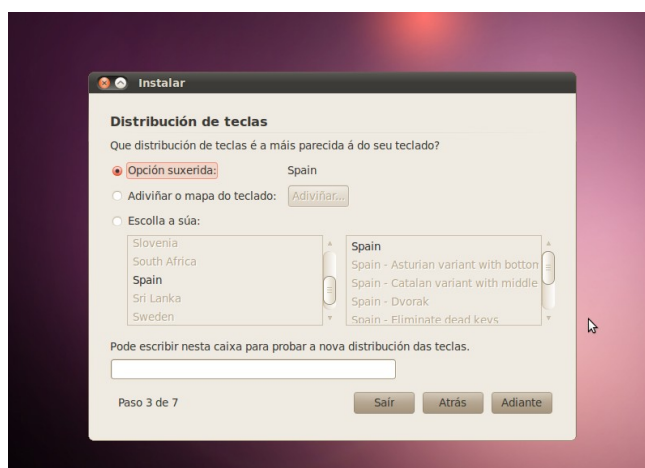 Instalar
Distribución de teclas
Que distribución de teclas é a máis parecida á do seu teclado?
Opción suxerida: Spain
Adiviñar o mapa do teclado: Adiviñar...
Escolla a súa:
Slovenia
South Africa
Spain
Sri Lanka
Sweden
Spain
Spain - Asturian variant with botton
Spain - Catalan variant with middle
Spain - Dvorak
Spain - Eliminate dead keys
Pode escribir nesta caixa para probar a nova distribución das teclas.
Paso 3 de 7 Saír Atrás Adiante